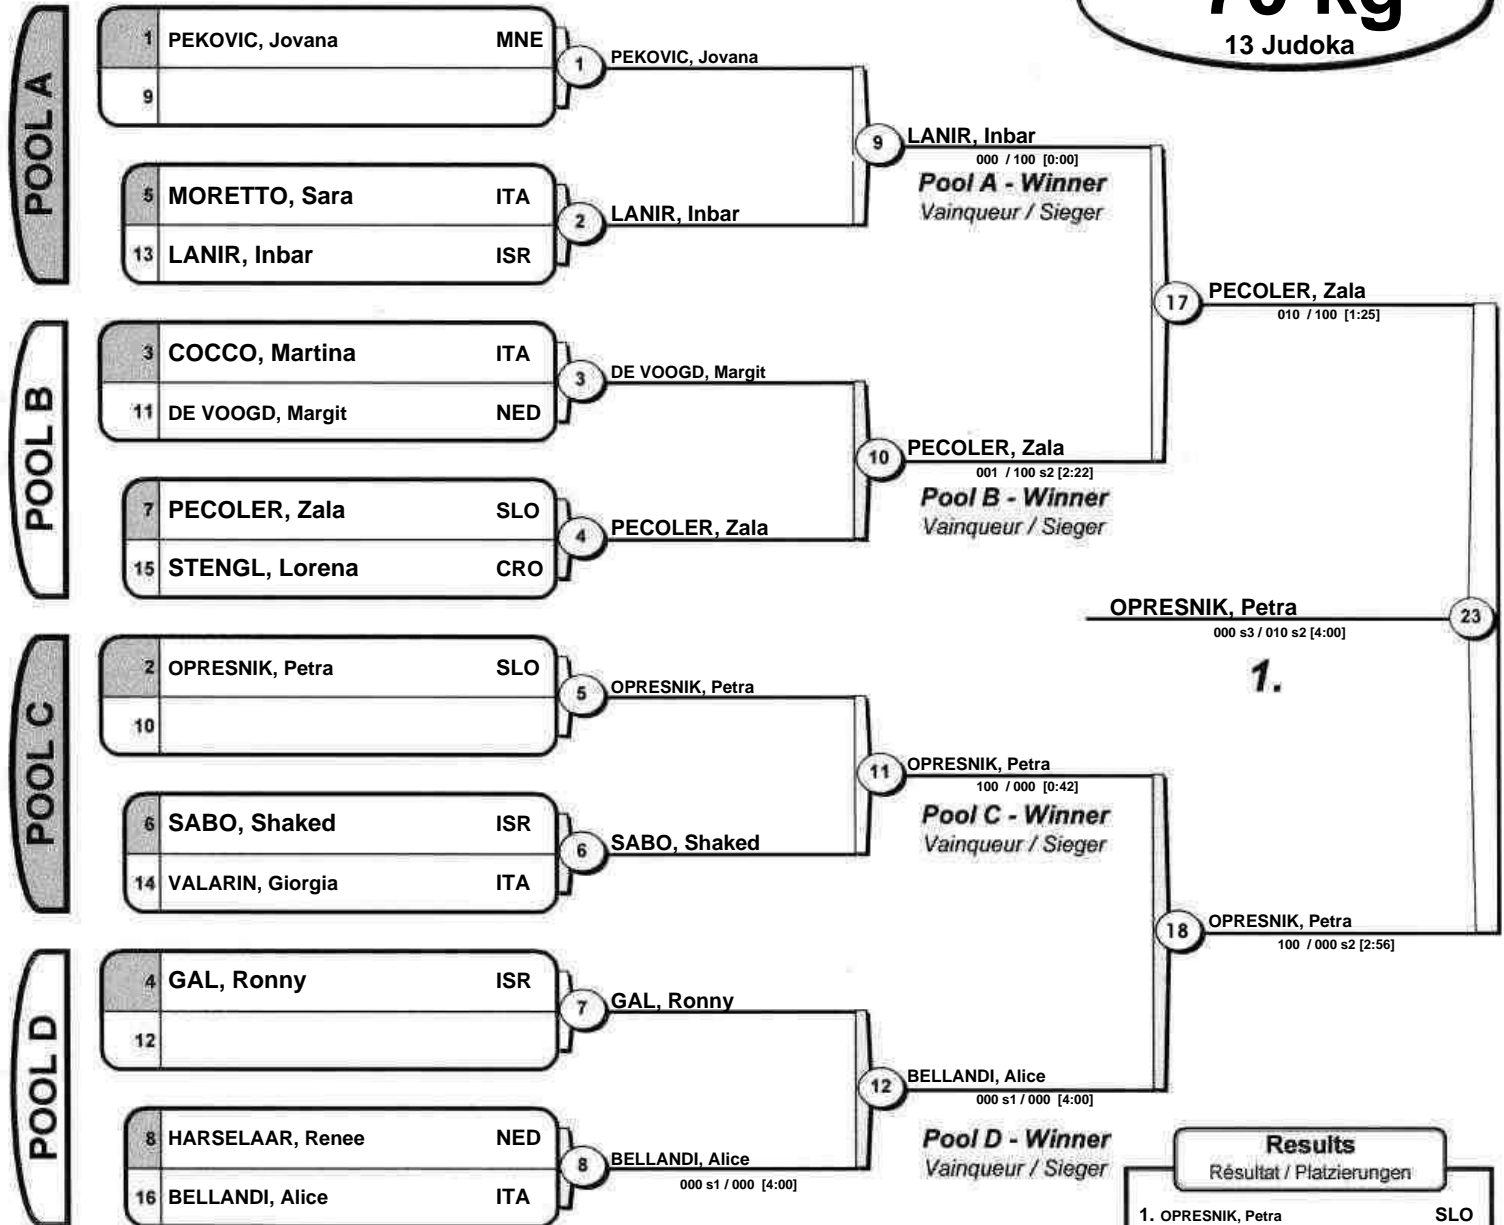 70 kg
13 Judoka
POOL A
1 PEKOVIC, Jovana MNE
9
5 MORETTO, Sara ITA
13 LANIR, Inbar ISR
1 PEKOVIC, Jovana
2 LANIR, Inbar
9 LANIR, Inbar
000 / 100 [0:00]
Pool A - Winner
Vainqueur / Sieger
POOL B
3 COCCO, Martina ITA
11 DE VOOGD, Margit NED
7 PECOLER, Zala SLO
15 STENGL, Lorena CRO
3 DE VOOGD, Margit
4 PECOLER, Zala
10 PECOLER, Zala
001 / 100 s2 [2:22]
Pool B - Winner
Vainqueur / Sieger
17 PECOLER, Zala
010 / 100 [1:25]
OPRESNIK, Petra 23
000 s3 / 010 s2 [4:00]
1.
POOL C
2 OPRESNIK, Petra SLO
10
6 SABO, Shaked ISR
14 VALARIN, Giorgia ITA
5 OPRESNIK, Petra
6 SABO, Shaked
11 OPRESNIK, Petra
100 / 000 [0:42]
Pool C - Winner
Vainqueur / Sieger
18 OPRESNIK, Petra
100 / 000 s2 [2:56]
POOL D
4 GAL, Ronny ISR
12
8 HARSELAAR, Renee NED
16 BELLANDI, Alice ITA
7 GAL, Ronny
8 BELLANDI, Alice
000 s1 / 000 [4:00]
12 BELLANDI, Alice
000 s1 / 000 [4:00]
Pool D - Winner
Vainqueur / Sieger
Results
Résultat / Platzierungen
1. OPRESNIK, Petra SLO